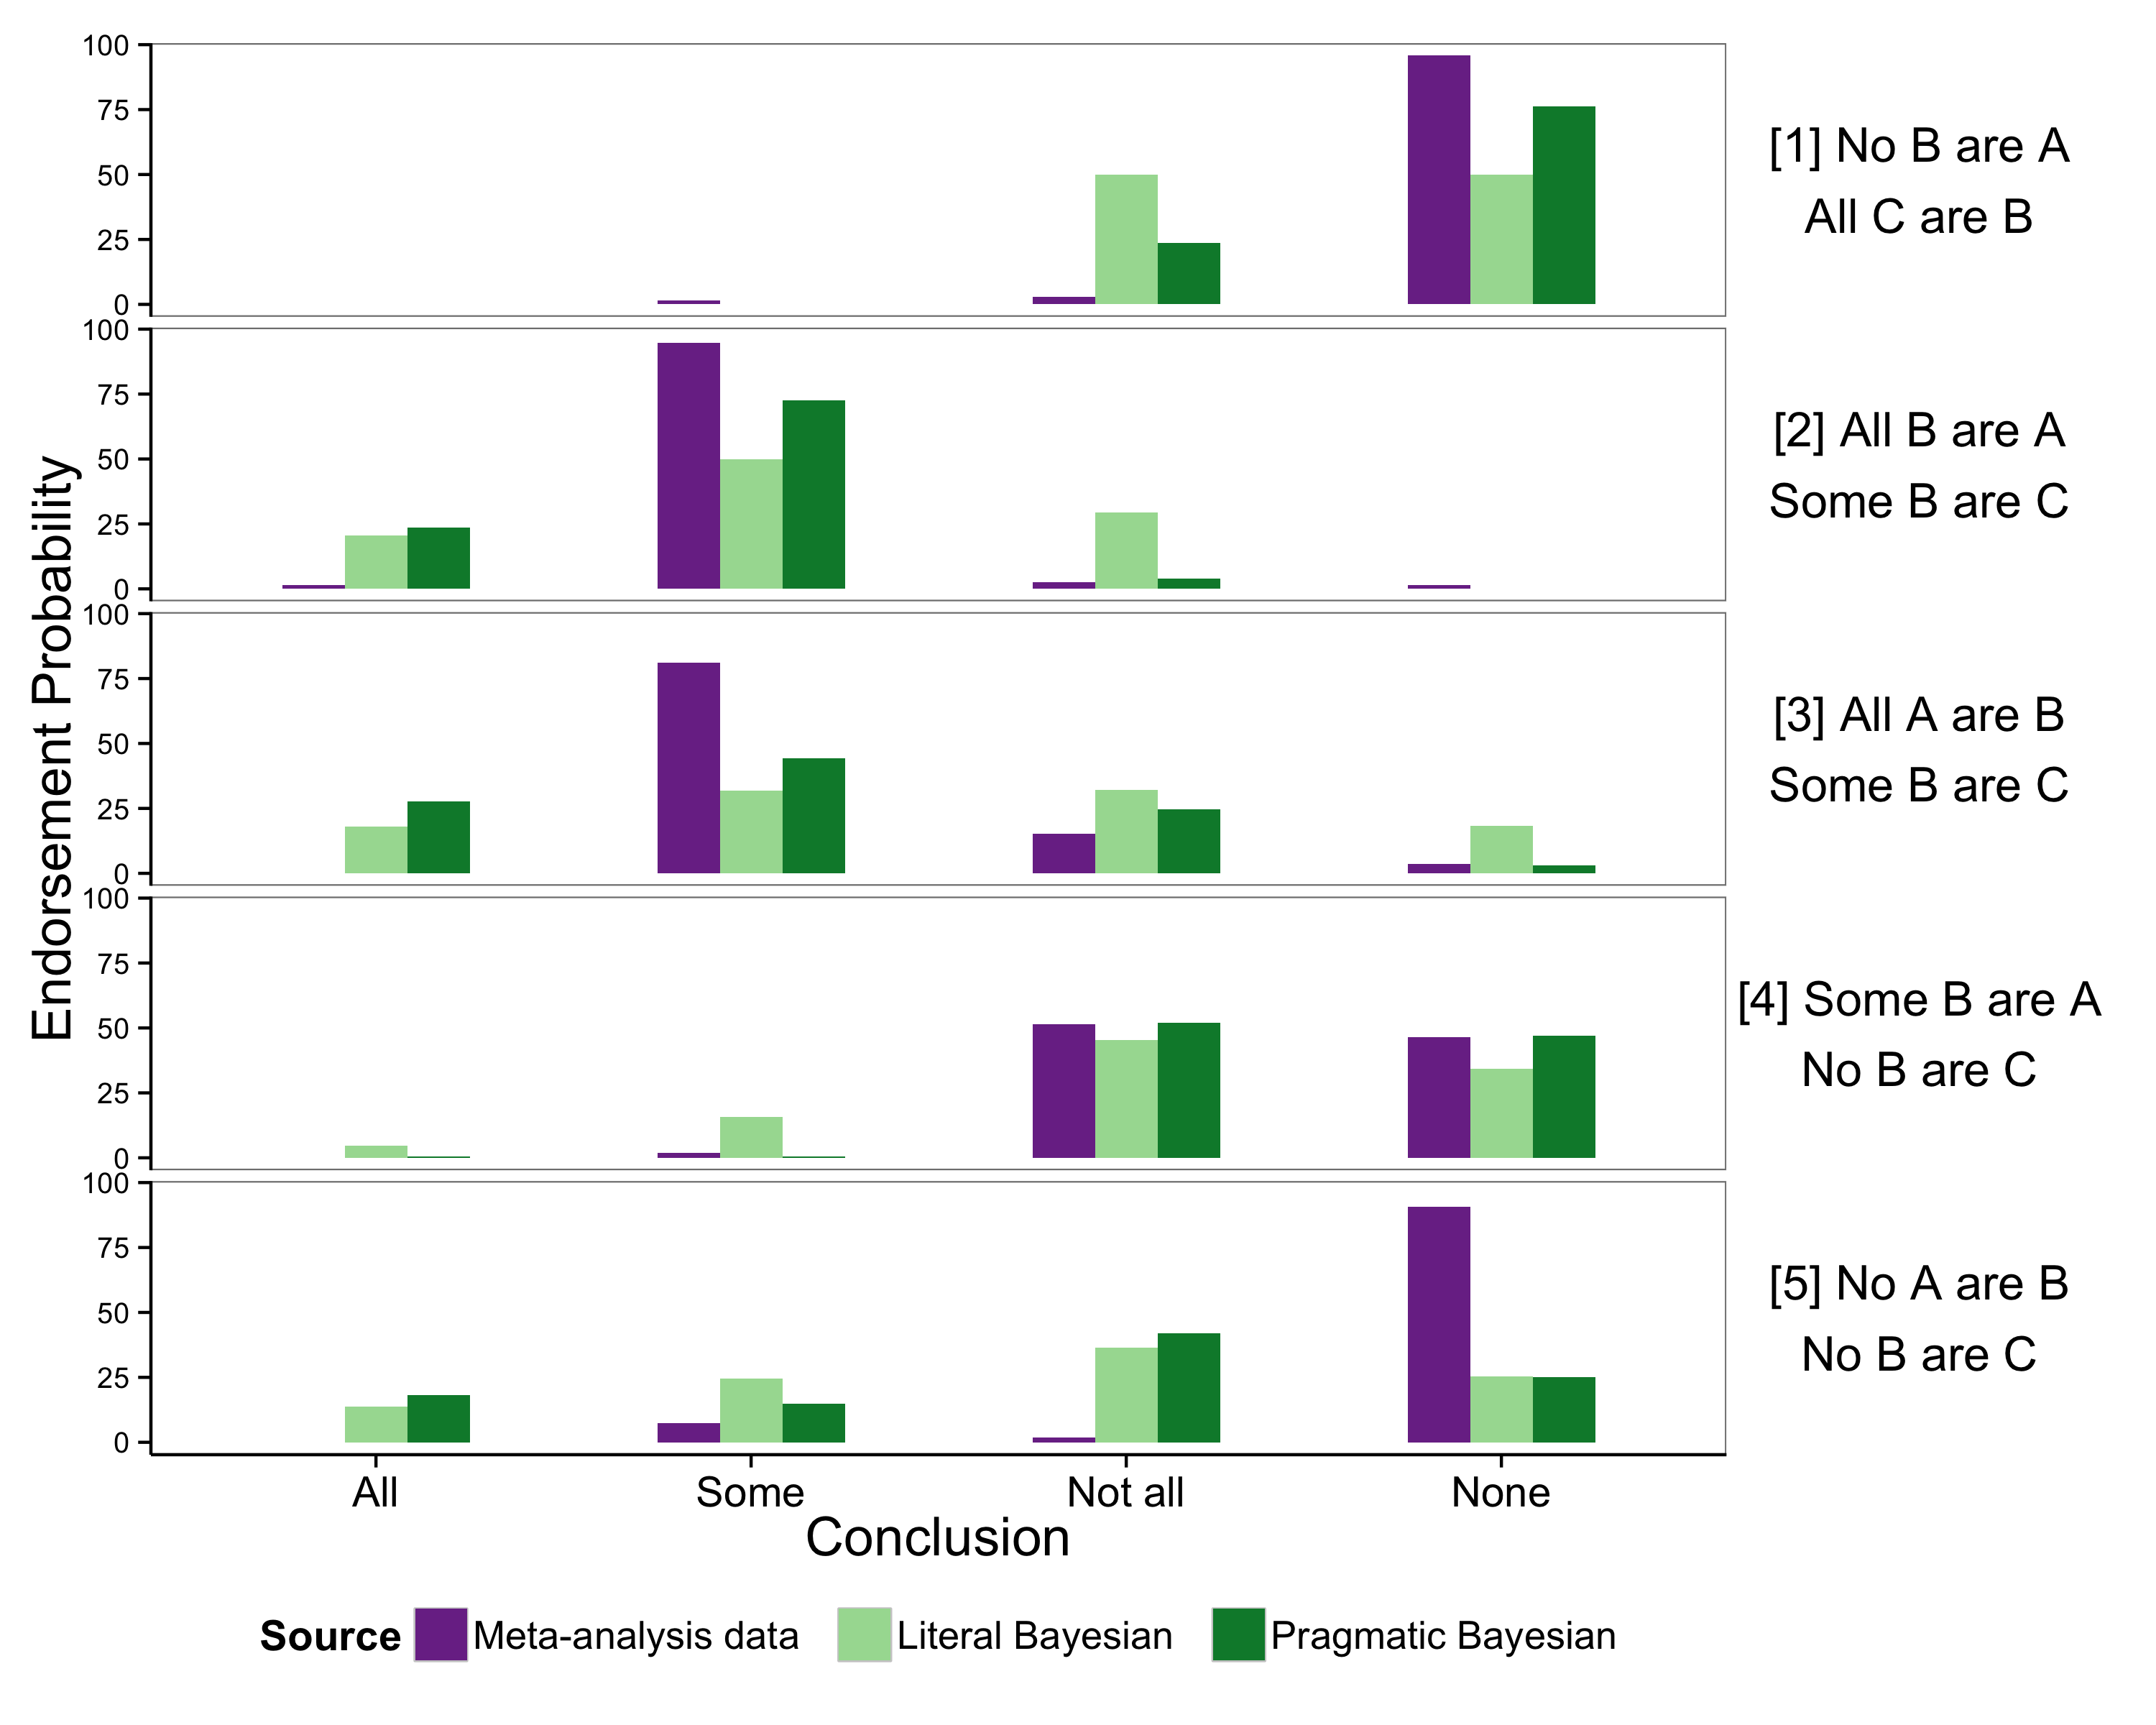 Endorsement Probability
100
75
50
25
0
[1] No B are A
All C are B
100
75
50
25
0
[2] All B are A
Some B are C
100
75
50
25
0
[3] All A are B
Some B are C
100
75
50
25
0
[4] Some B are A
No B are C
100
75
50
25
0
[5] No A are B
No B are C
All Some Not all None
Conclusion
Source Meta-analysis data Literal Bayesian Pragmatic Bayesian